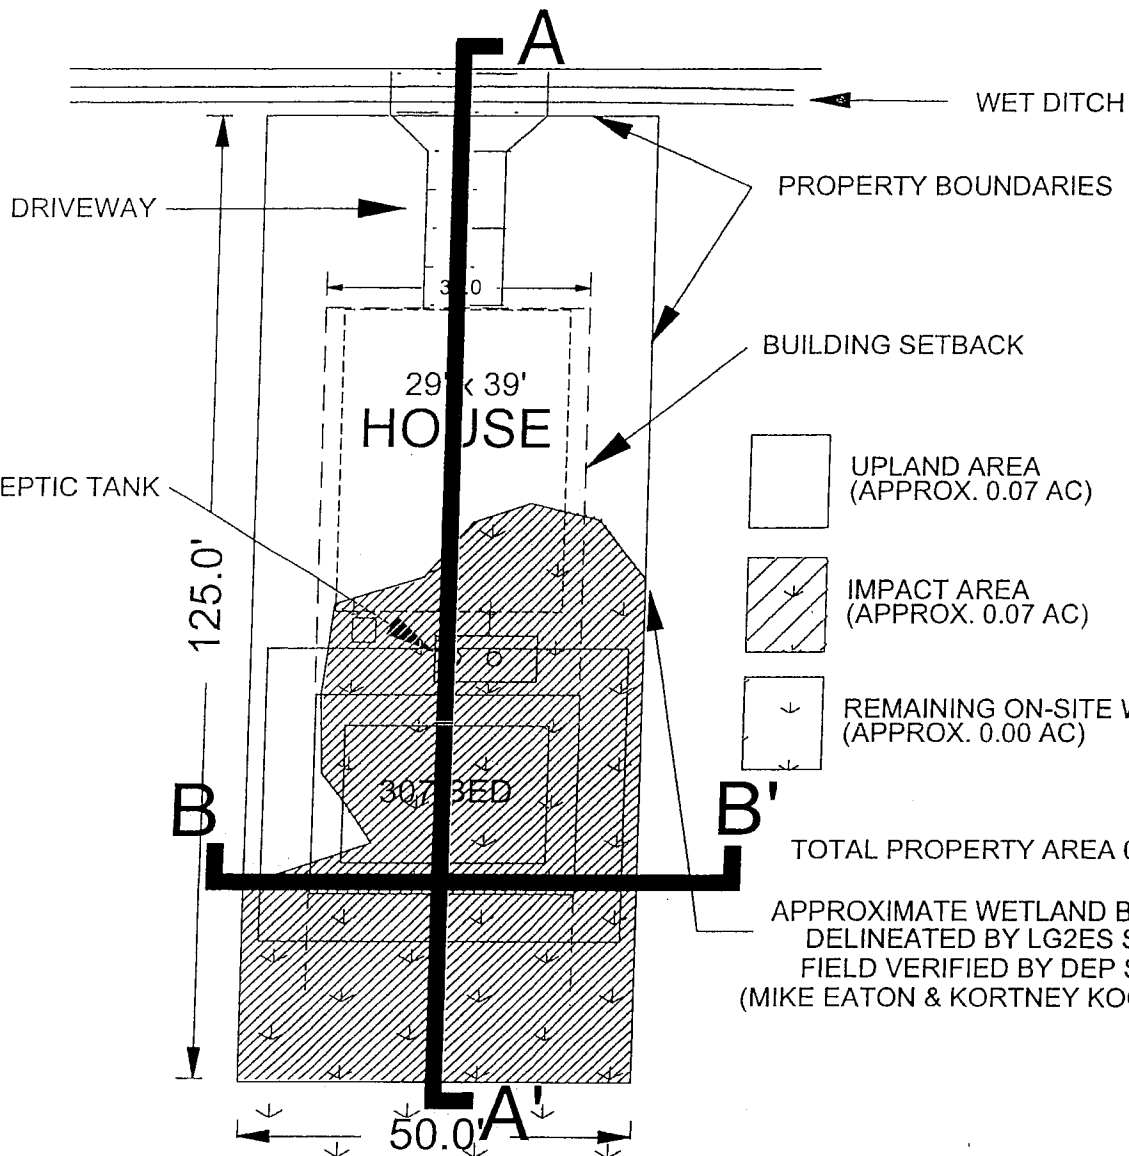 A
WET DITCH
PROPERTY BOUNDARIES
DRIVEWAY
BUILDING SETBACK
29' x 39'
HOUSE
UPLAND AREA
(APPROX. 0.07 AC)
EPTIC TANK
125.0'
IMPACT AREA
(APPROX. 0.07 AC)
REMAINING ON-SITE W
(APPROX. 0.00 AC)
BED
B
B'
TOTAL PROPERTY AREA
APPROXIMATE WETLAND B
DELINEATED BY LG2ES S
FIELD VERIFIED BY DEP S
(MIKE EATON & KORTNEY KO
A'
50.0'